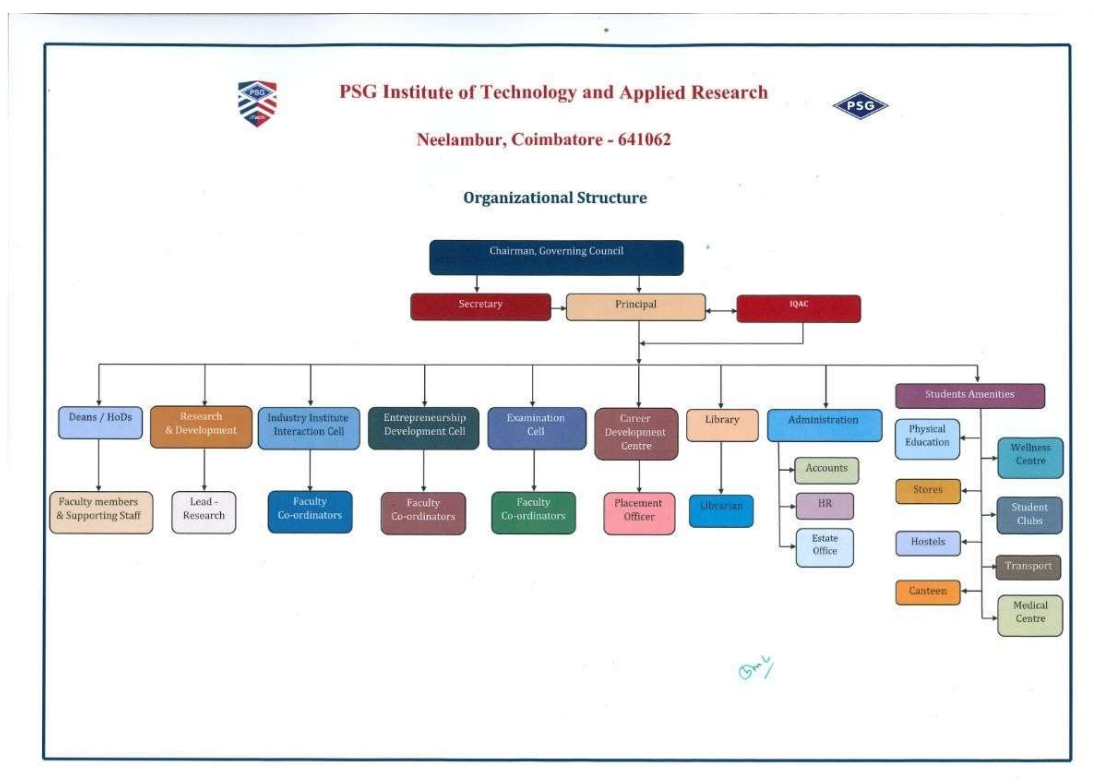 PSG
PSG Institute of Technology and Applied Research
PSG
Neelambur, Coimbatore - 641062
Organizational Structure
Chairman, Governing Council
Secretary
Principal
IQAC
Deans / HoDs
Research
& Development
Industry Institute
Interaction Cell
Entrepreneurship
Development Cell
Examination
Cell
Career
Development
Centre
Library
Administration
Students Amenities
Faculty members
& Supporting Staff
Lead -
Research
Faculty
Co-ordinators
Faculty
Co-ordinators
Faculty
Co-ordinators
Placement
Officer
Librarian
Accounts
HR
Estate
Office
Physical
Education
Wellness
Centre
Stores
Student
Clubs
Hostels
Transport
Canteen
Medical
Centre